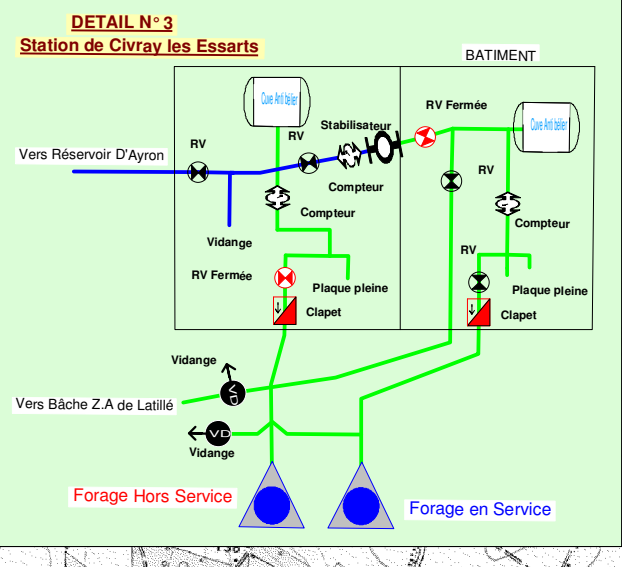 DETAIL N° 3
Station de Civray les Essarts
BATIMENT
Cuve Anti bélier
RV Fermée
Cuve Anti bélier
Stabilisateur
RV
RV
Vers Réservoir D'Ayron
RV
Compteur
Compteur
Compteur
Vidange
RV
RV Fermée
Plaque pleine
Plaque pleine
Clapet
Clapet
Vidange
VD
Vers Bâche Z.A de Latillé
VD
Vidange
Forage Hors Service
Forage en Service